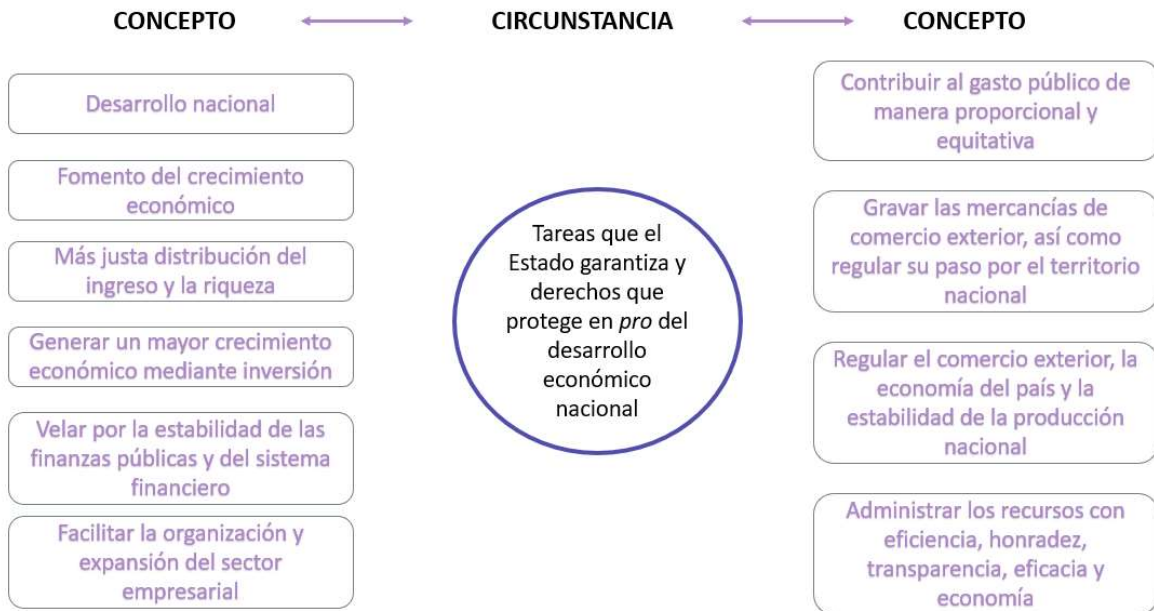 CONCEPTO
CIRCUNSTANCIA
CONCEPTO
Desarrollo nacional
Fomento del crecimiento
económico
Más justa distribución del
ingreso y la riqueza
Generar un mayor crecimiento
económico mediante inversión
Velar por la estabilidad de las
finanzas públicas y del sistema
financiero
Facilitar la organización y
expansión del sector
empresarial
Tareas que el
Estado garantiza y
derechos que
protege en pro del
desarrollo
económico
nacional
Contribuir al gasto público de
manera proporcional y
equitativa
Gravar las mercancías de
comercio exterior, así como
regular su paso por el territorio
nacional
Regular el comercio exterior, la
economía del país y la
estabilidad de la producción
nacional
Administrar los recursos con
eficiencia, honradez,
transparencia, eficacia y
economía